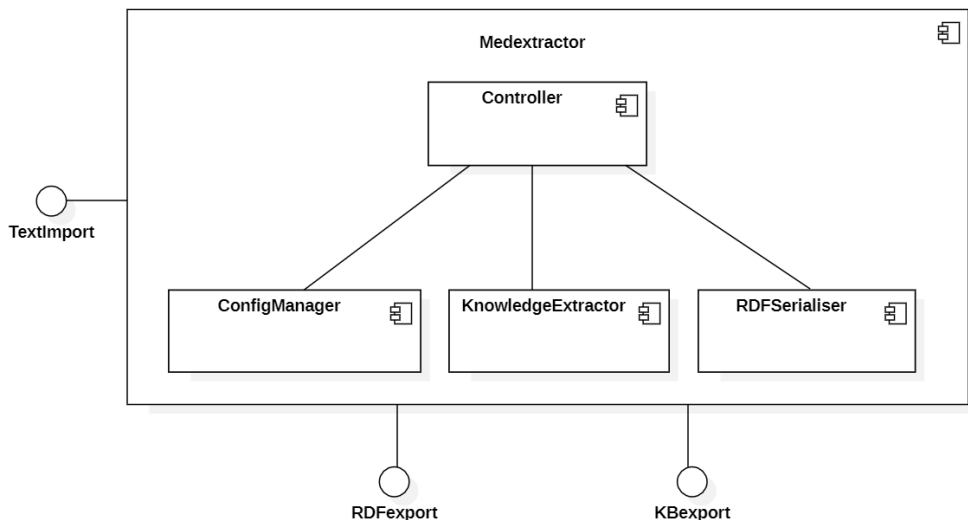 Medextractor
Controller
TextImport
ConfigManager
KnowledgeExtractor
RDFSerialiser
RDFexport
KBexport